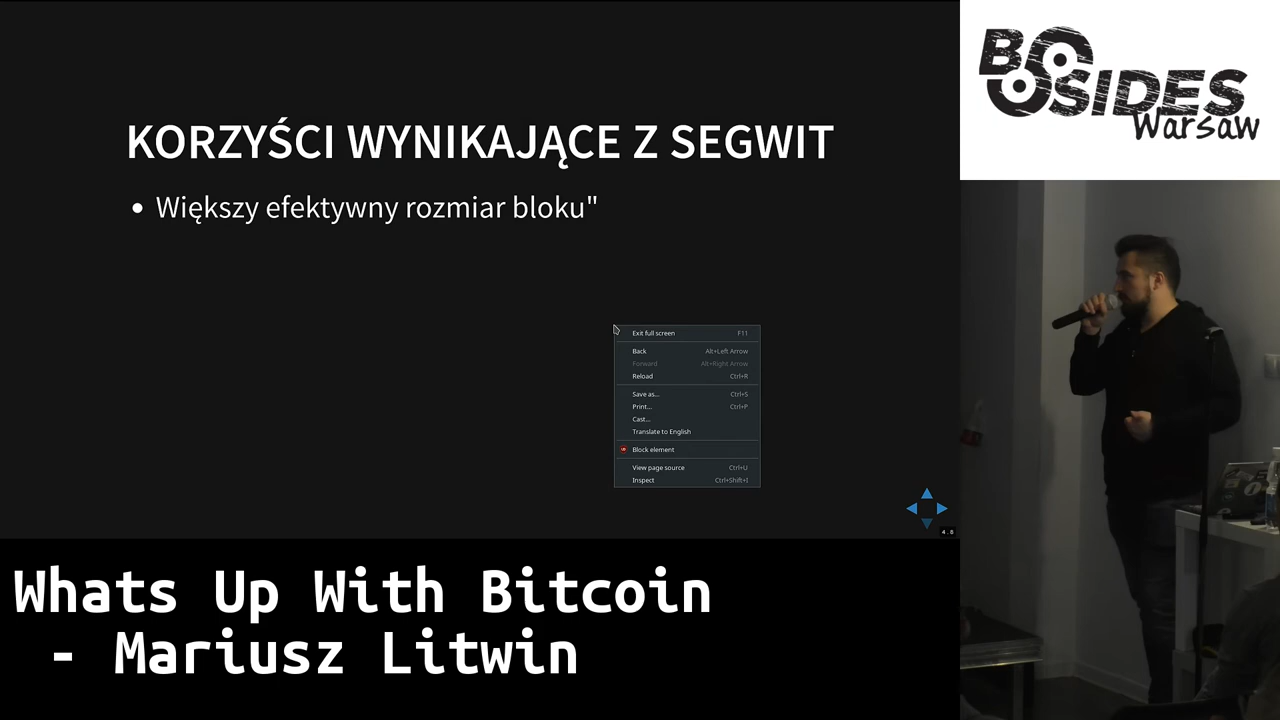 KORZYŚCI WYNIKAJĄCE Z SEGWIT
Większy efektywny rozmiar bloku"
Exit full screen F11
Back Alt+Left Arrow
Forward Alt+Right Arrow
Reload Ctrl+R
Save as... Ctrl+S
Print... Ctrl+P
Cast...
Translate to English
Block element
View page source Ctrl+U
Inspect Ctrl+Shift+I
4.8
BSIDES
Warsaw
Whats Up With Bitcoin
- Mariusz Litwin